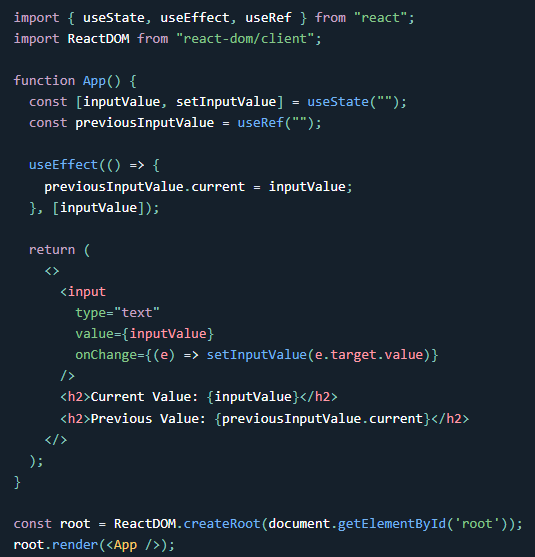 import { useState, useEffect, useRef } from "react";
import ReactDOM from "react-dom/client";

function App() {
  const [inputValue, setInputValue] = useState("");
  const previousInputValue = useRef("");

  useEffect(() => {
    previousInputValue.current = inputValue;
  }, [inputValue]);

  return (
    <>
      <input
        type="text"
        value={inputValue}
        onChange={(e) => setInputValue(e.target.value)}
      />
      <h2>Current Value: {inputValue}</h2>
      <h2>Previous Value: {previousInputValue.current}</h2>
    </>
  );
}

const root = ReactDOM.createRoot(document.getElementById('root'));
root.render(<App />);